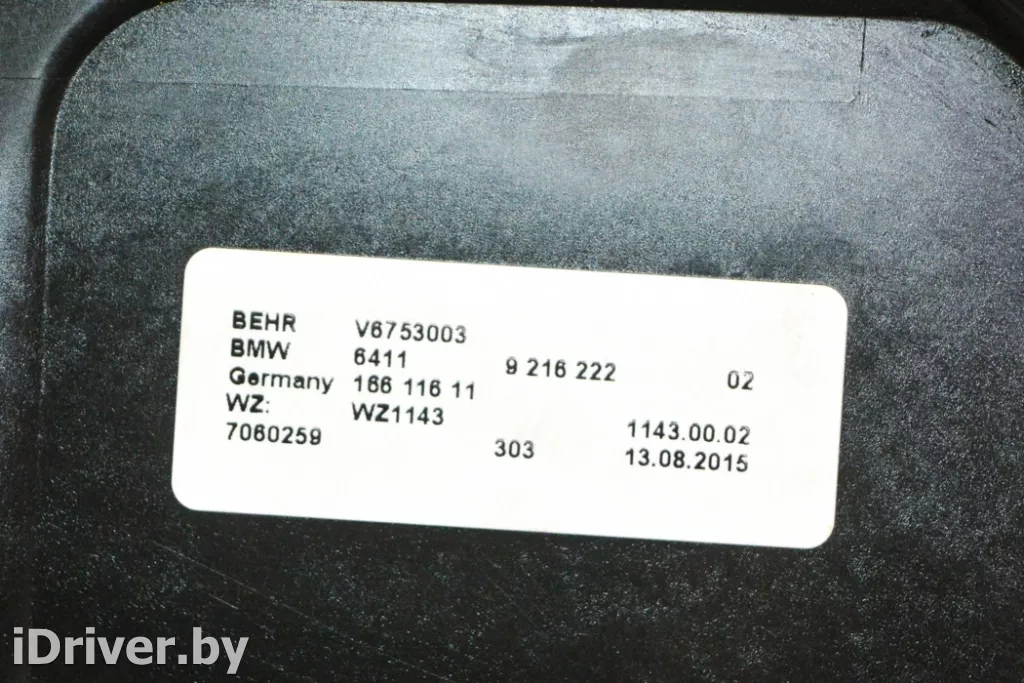 BEHR V6753003
BMW 6411 9 216 222 02
Germany 166 116 11
WZ: WZ1143 1143.00.02
7060259 303 13.08.2015
iDriver.by